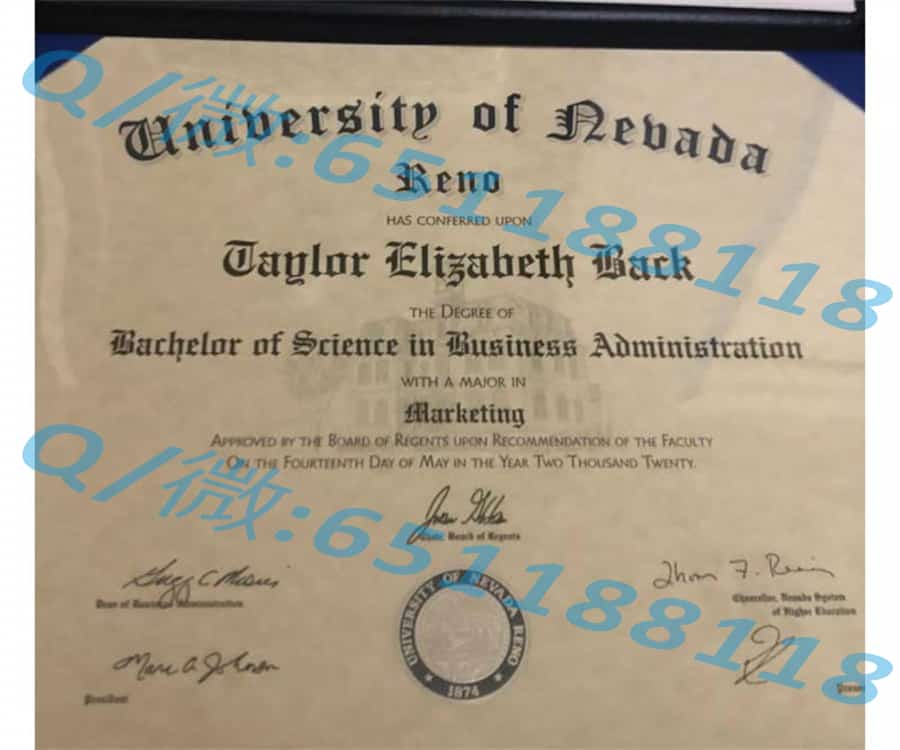 University of Nevada
Reno
HAS CONFERRED UPON
Taylor Elizabeth Back
THE DEGREE OF
Bachelor of Science in Business Administration
WITH A MAJOR IN
Marketing
APPROVED BY THE BOARD OF REGENTS UPON RECOMMENDATION OF THE FACULTY
ON THE FOURTEENTH DAY OF MAY IN THE YEAR TWO THOUSAND TWENTY.
Board of Regents
Dean of Business Administration
Chancellor, Nevada System
of Higher Education
UNIVERSITY OF NEVADA RENO
1874
President
Q/微:651188118
Q/微:651188118